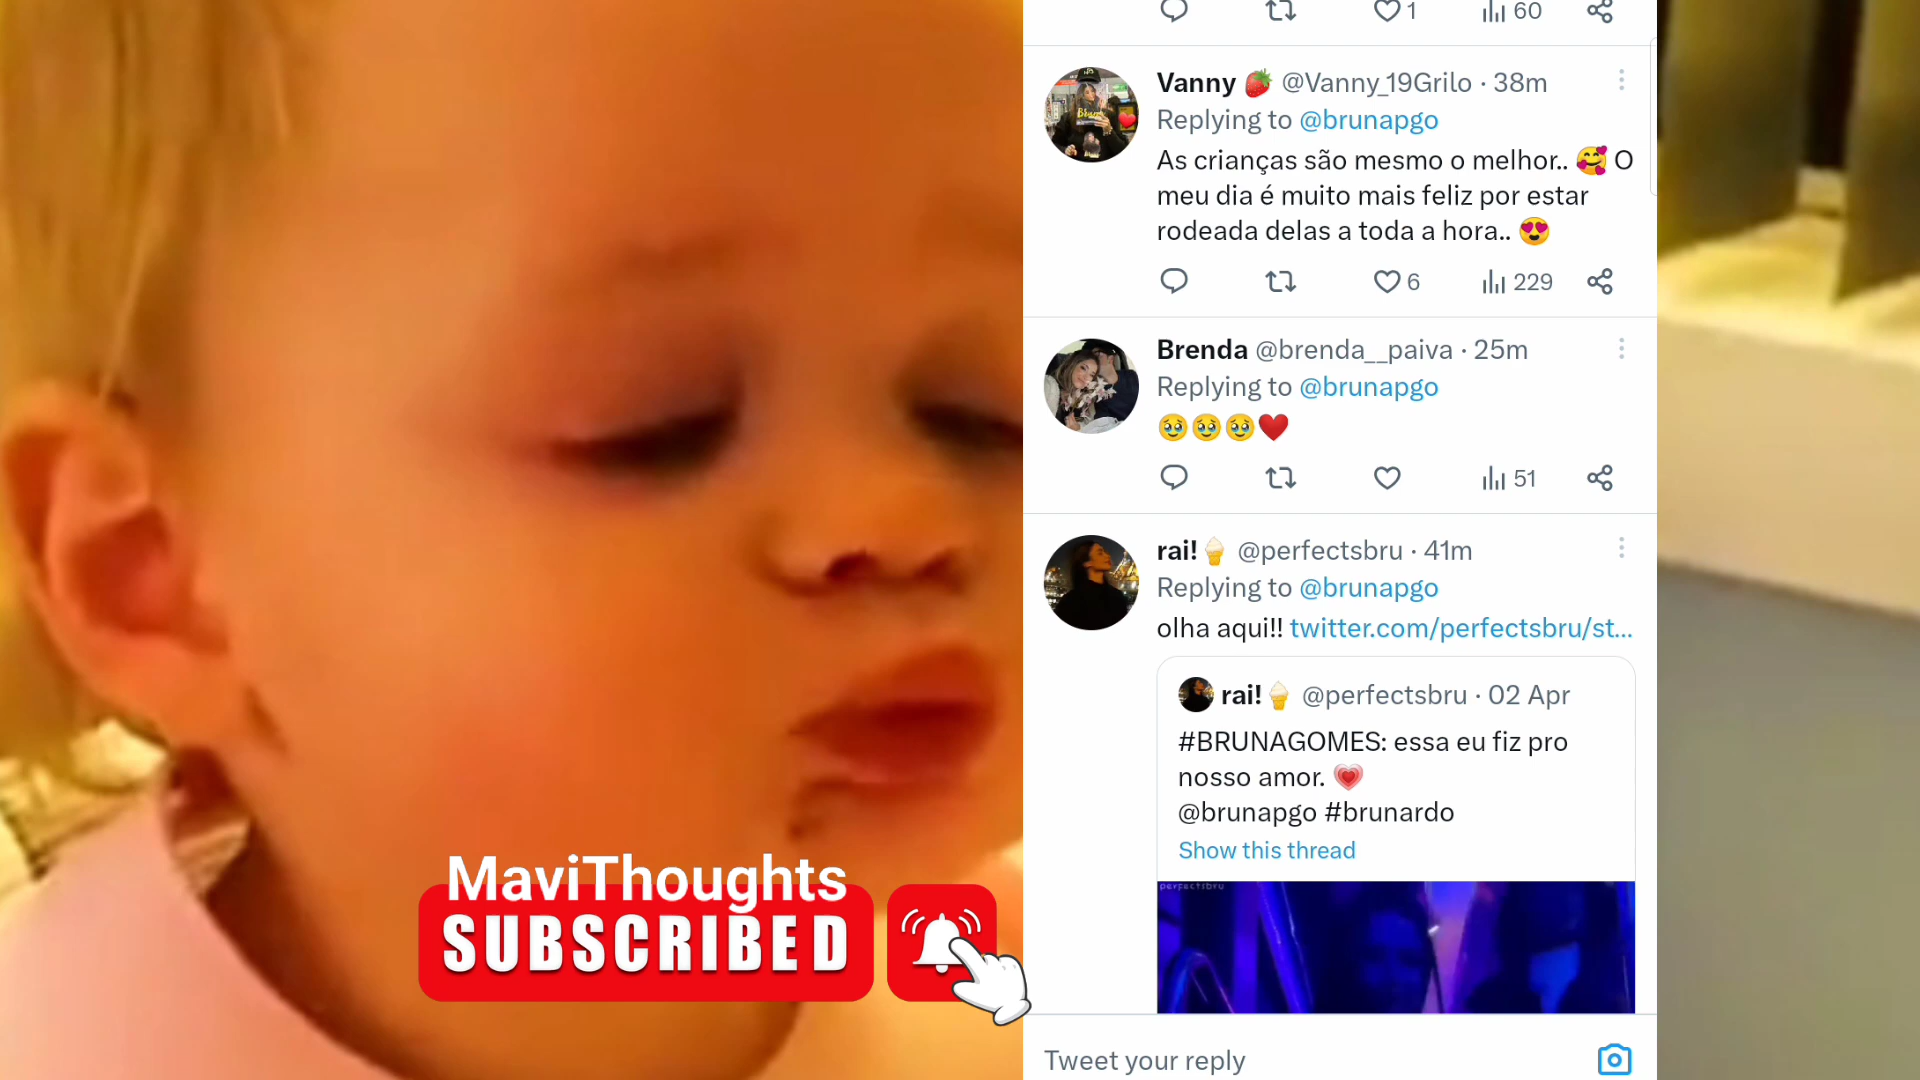 1 60
Vanny 🍓 @Vanny_19Grilo · 38m
Replying to @brunapgo
As crianças são mesmo o melhor.. 🥰 O
meu dia é muito mais feliz por estar
rodeada delas a toda a hora.. 😍
6 229
Brenda @brenda__paiva · 25m
Replying to @brunapgo
🥹🥹🥹❤️
51
rai!🍦 @perfectsbru · 41m
Replying to @brunapgo
olha aqui!! twitter.com/perfectsbru/st...
rai!🍦 @perfectsbru · 02 Apr
#BRUNAGOMES: essa eu fiz pro
nosso amor. 💗
@brunapgo #brunardo
Show this thread
perfectsbru
Tweet your reply
MaviThoughts
SUBSCRIBED